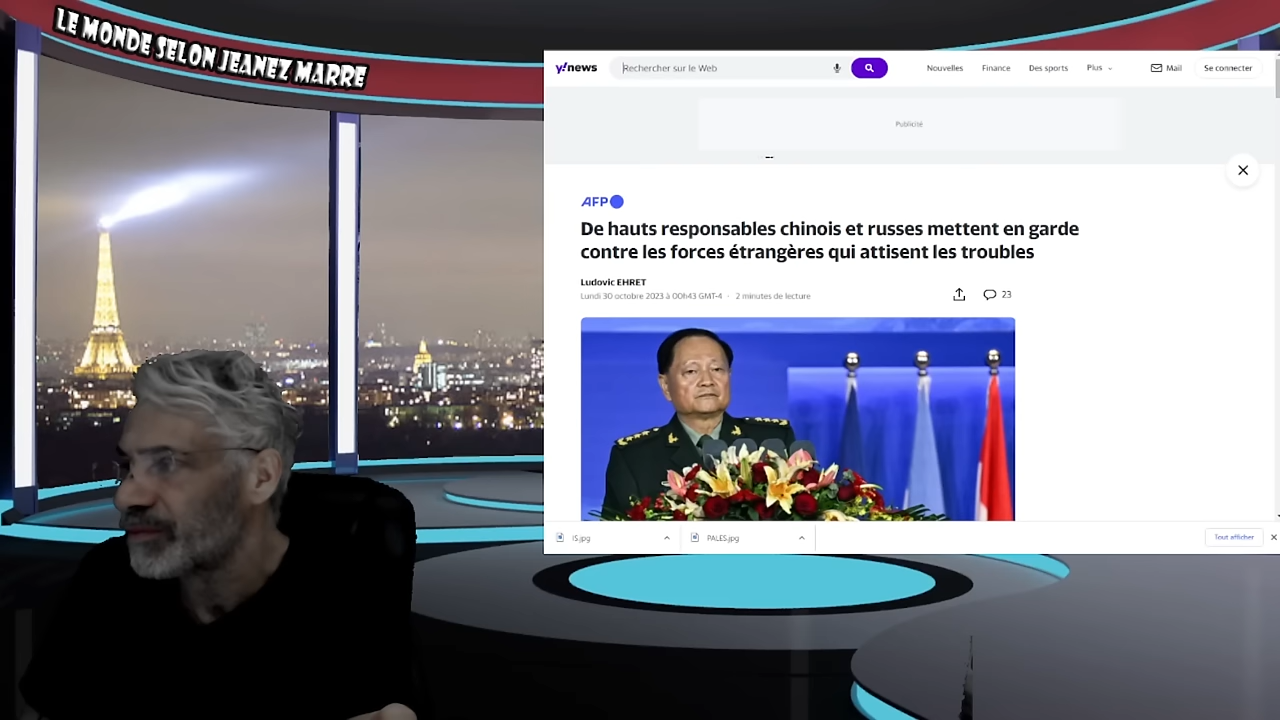 LE MONDE SELON JEANEZ MARRE
y!news
Rechercher sur le Web
Nouvelles
Finance
Des sports
Plus
Mail
Se connecter
Publicité
AFP
De hauts responsables chinois et russes mettent en garde
contre les forces étrangères qui attisent les troubles
Ludovic EHRET
Lundi 30 octobre 2023 à 00h43 GMT-4 · 2 minutes de lecture
23
IS.jpg
PALES.jpg
Tout afficher